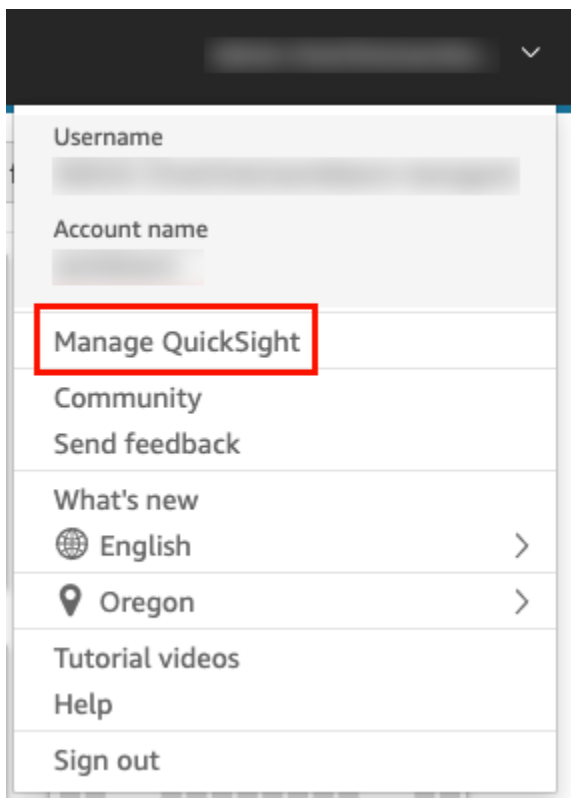 Username
Account name
Manage QuickSight
Community
Send feedback
What's new
English
Oregon
Tutorial videos
Help
Sign out